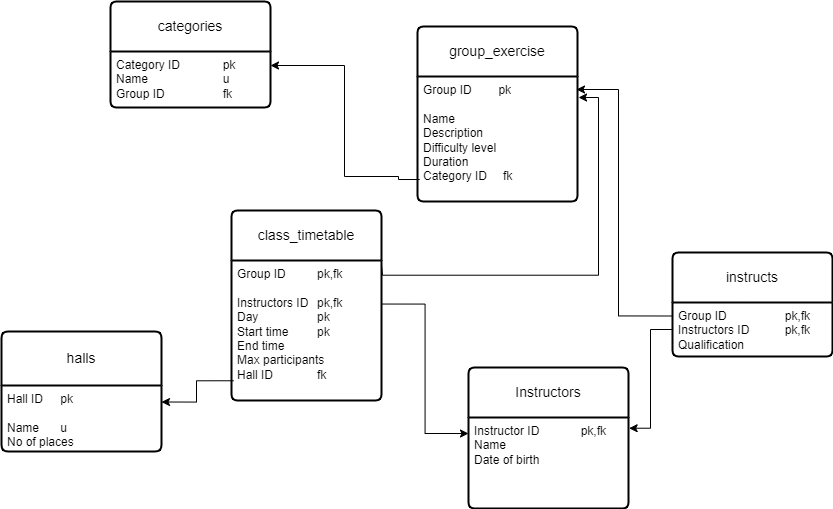 categories
Category ID pk
Name u
Group ID fk
group_exercise
Group ID pk
Name
Description
Difficulty level
Duration
Category ID fk
class_timetable
Group ID pk,fk
Instructors ID pk,fk
Day pk
Start time pk
End time
Max participants
Hall ID fk
instructs
Group ID pk,fk
Instructors ID pk,fk
Qualification
halls
Hall ID pk
Name u
No of places
Instructors
Instructor ID pk,fk
Name
Date of birth